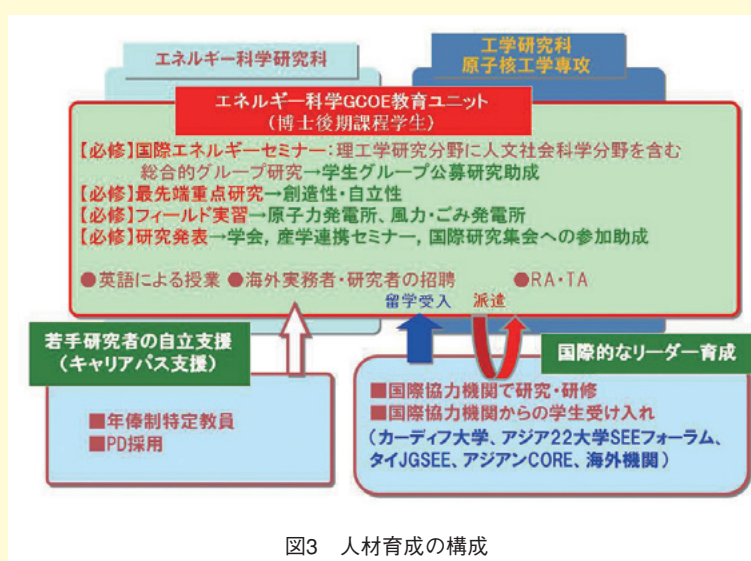 エネルギー科学研究科
工学研究科
原子核工学専攻
エネルギー科学GCOE教育ユニット
(博士後期課程学生)
【必修】国際エネルギーセミナー:理工学研究分野に人文社会科学分野を含む
総合的グループ研究→学生グループ公募研究助成
【必修】最先端重点研究→創造性・自立性
【必修】フィールド実習→原子力発電所、風力・ごみ発電所
【必修】研究発表→学会, 産学連携セミナー, 国際研究集会への参加助成
●英語による授業 ●海外実務者・研究者の招聘 ●RA・TA
留学受入 派遣
若手研究者の自立支援
(キャリアパス支援)
■年俸制特定教員
■PD採用
国際的なリーダー育成
■国際協力機関で研究・研修
■国際協力機関からの学生受け入れ
(カーディフ大学、アジア22大学SEEフォーラム、
タイJGSEE、アジアンCORE、海外機関)
図3 人材育成の構成